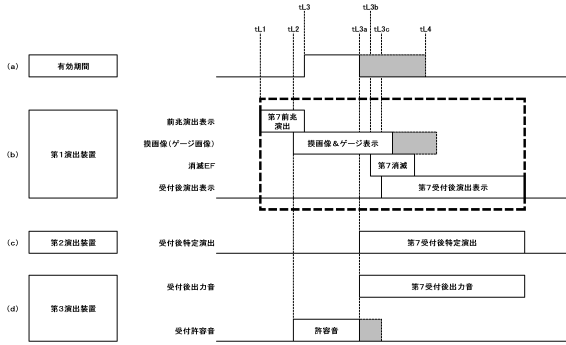 tL3 tL3b
tL1 tL2 tL3a tL3c tL4
(a) 有効期間
前兆演出表示 第7前兆
演出
摸画像(ゲージ画像) 摸画像&ゲージ表示
(b) 第1演出装置
消滅EF 第7消滅
受付後演出表示 第7受付後演出表示
(c) 第2演出装置 受付後特定演出 第7受付後特定演出
受付後出力音 第7受付後出力音
(d) 第3演出装置
受付許容音 許容音